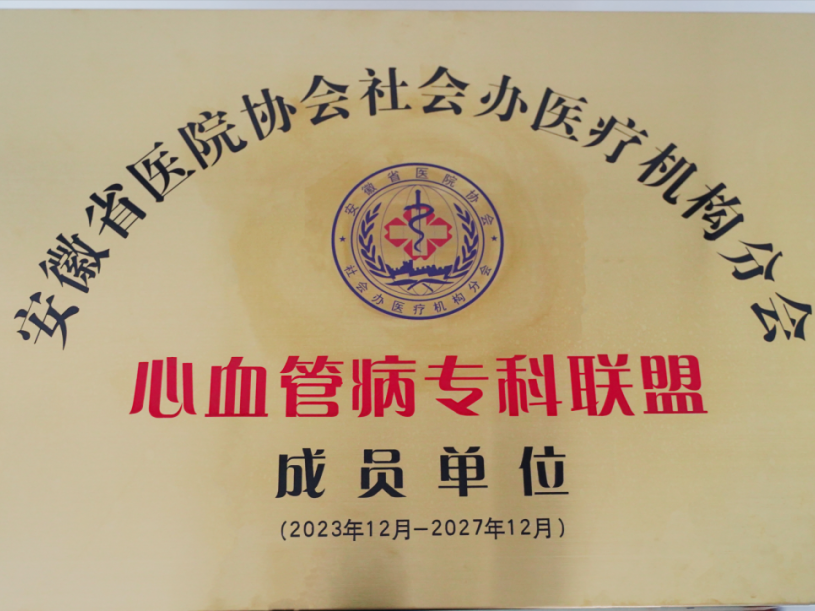 安徽省医院协会社会办医疗机构分会
安徽省医院协会
社会办医疗机构分会
心血管病专科联盟
成员单位
(2023年12月-2027年12月)